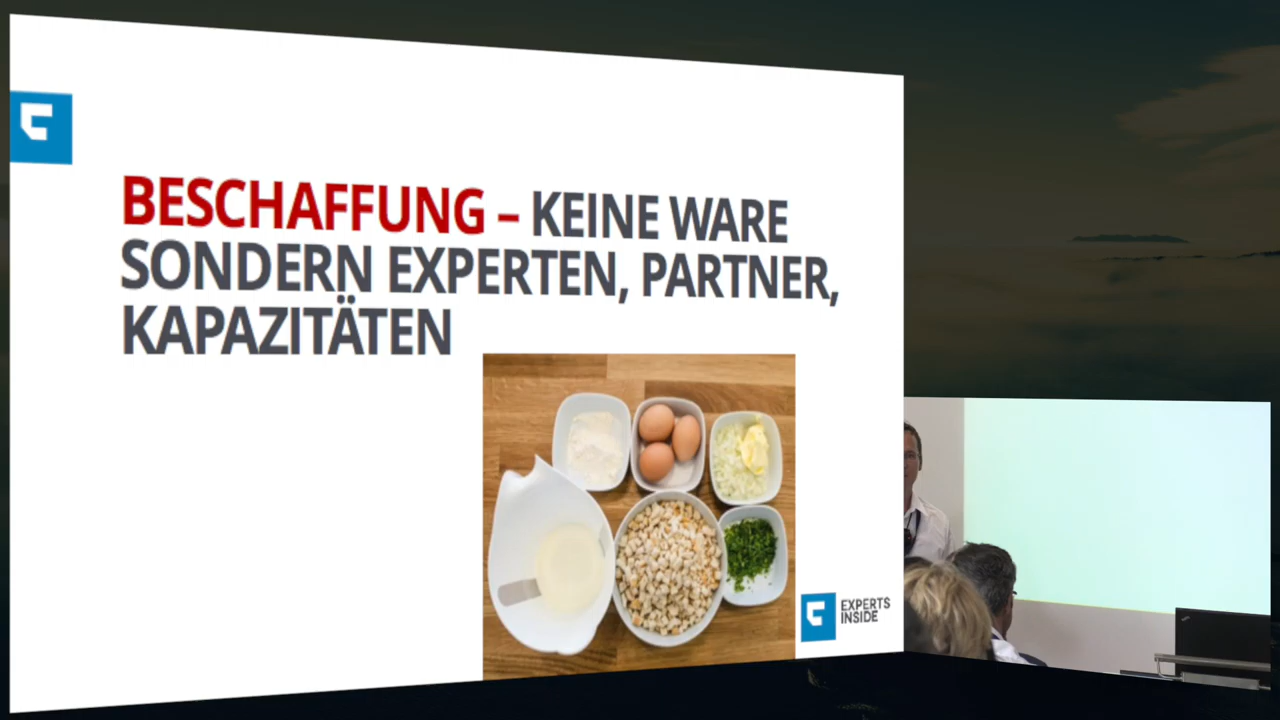 BESCHAFFUNG – KEINE WARE
SONDERN EXPERTEN, PARTNER,
KAPAZITÄTEN
EXPERTS
INSIDE